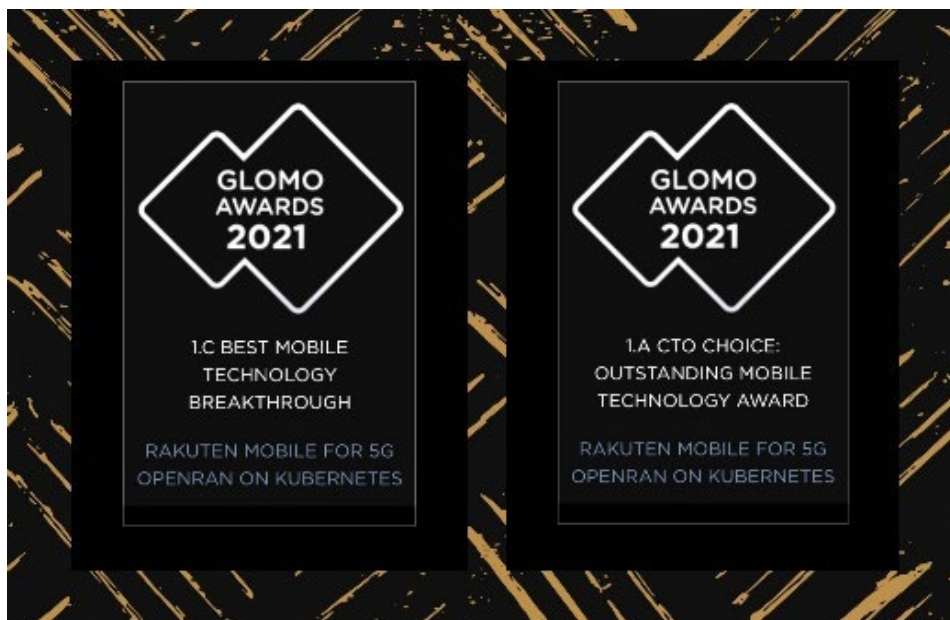 GLOMO
AWARDS
2021
1.C BEST MOBILE
TECHNOLOGY
BREAKTHROUGH
RAKUTEN MOBILE FOR 5G
OPENRAN ON KUBERNETES
GLOMO
AWARDS
2021
1.A CTO CHOICE:
OUTSTANDING MOBILE
TECHNOLOGY AWARD
RAKUTEN MOBILE FOR 5G
OPENRAN ON KUBERNETES